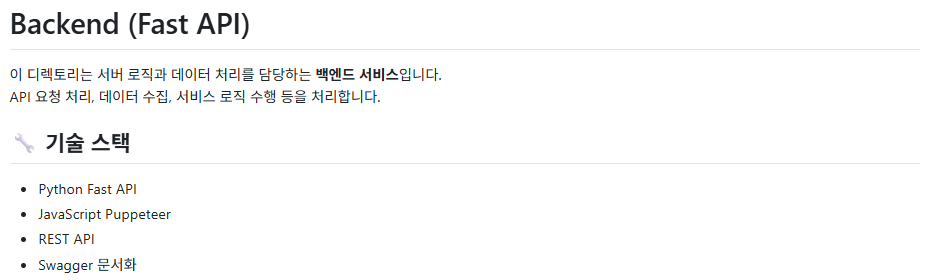 Backend (Fast API)
이 디렉토리는 서버 로직과 데이터 처리를 담당하는 백엔드 서비스입니다.
API 요청 처리, 데이터 수집, 서비스 로직 수행 등을 처리합니다.
🔧 기술 스택
• Python Fast API
• JavaScript Puppeteer
• REST API
• Swagger 문서화